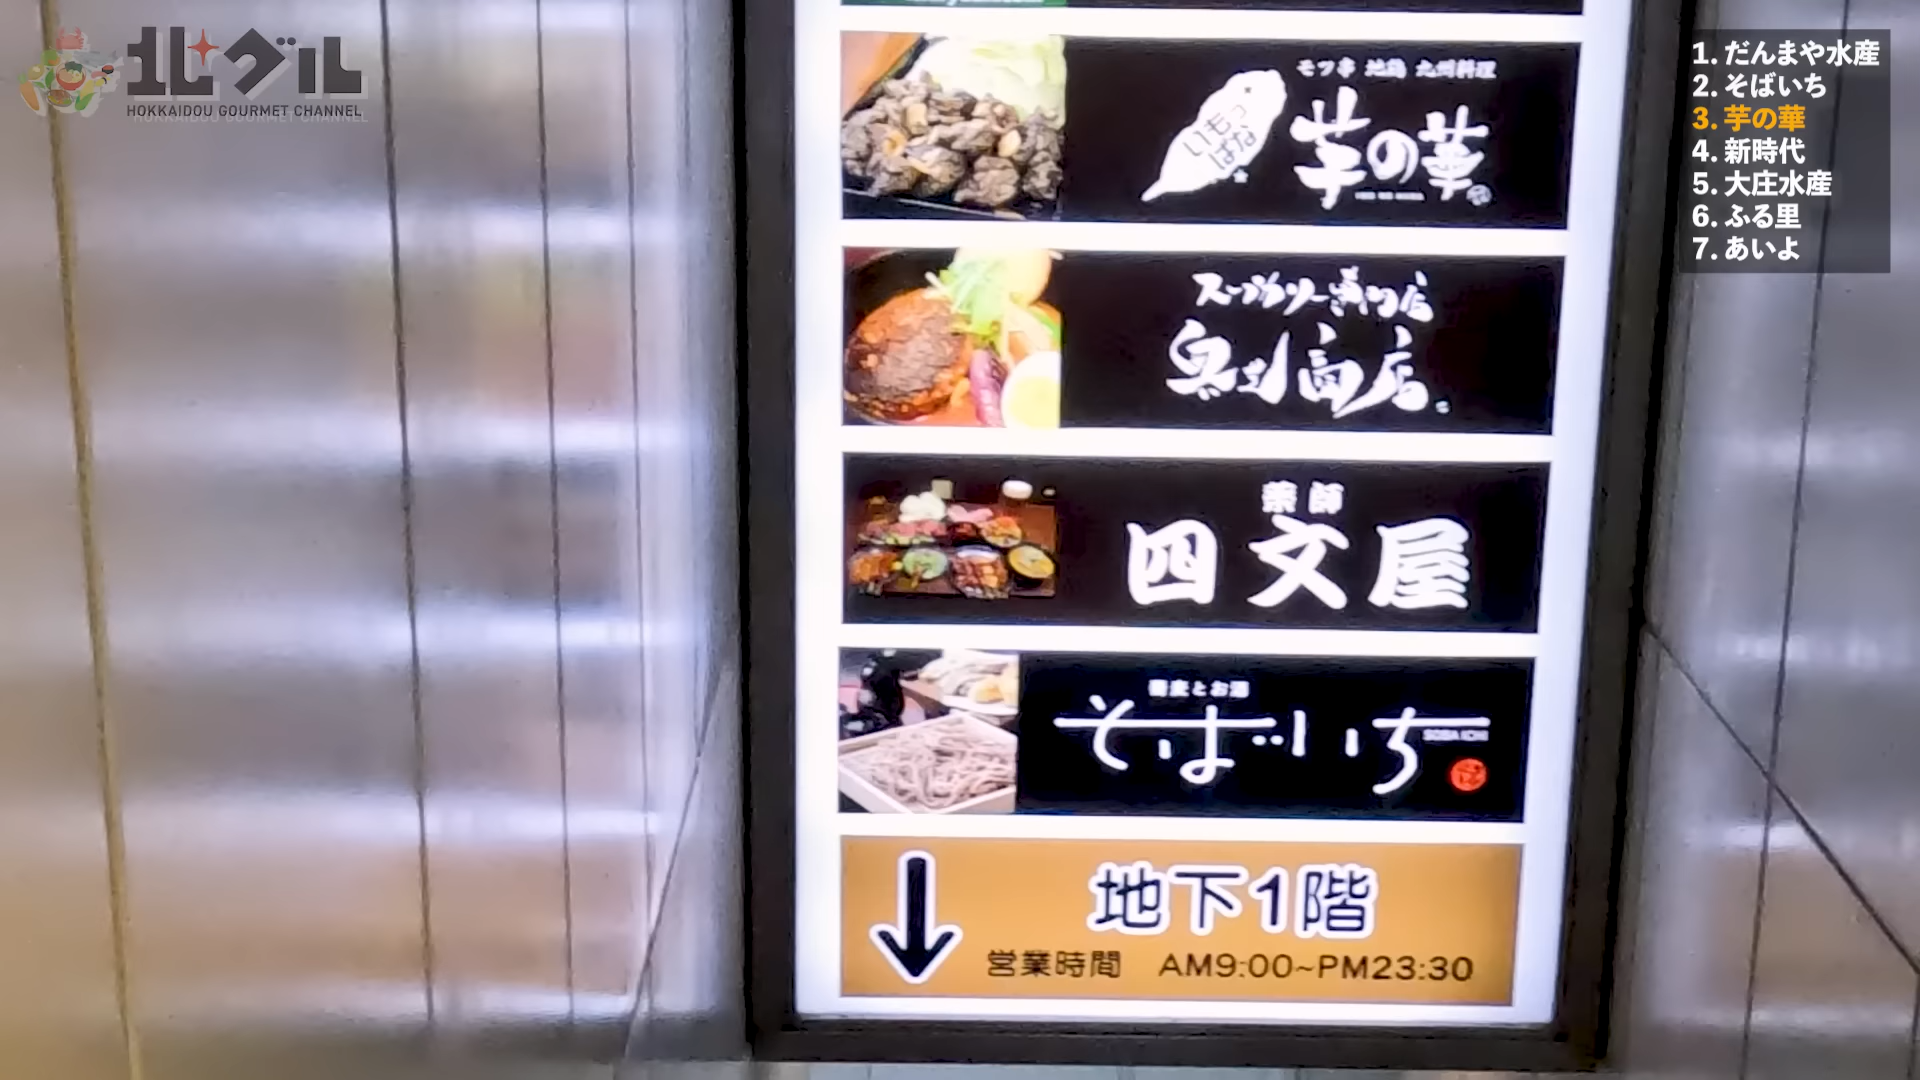 北グル
HOKKAIDOU GOURMET CHANNEL
1. だんまや水産
2. そばいち
3. 芋の華
4. 新時代
5. 大庄水産
6. ふる里
7. あいよ
モツ串 地鶏 九州料理
いもっぱな
芋の華
スープカリー専門店
奥芝商店
薬師
四文屋
蕎麦とお酒
そばいち
SOBA ICHI
地下1階
営業時間 AM9:00~PM23:30